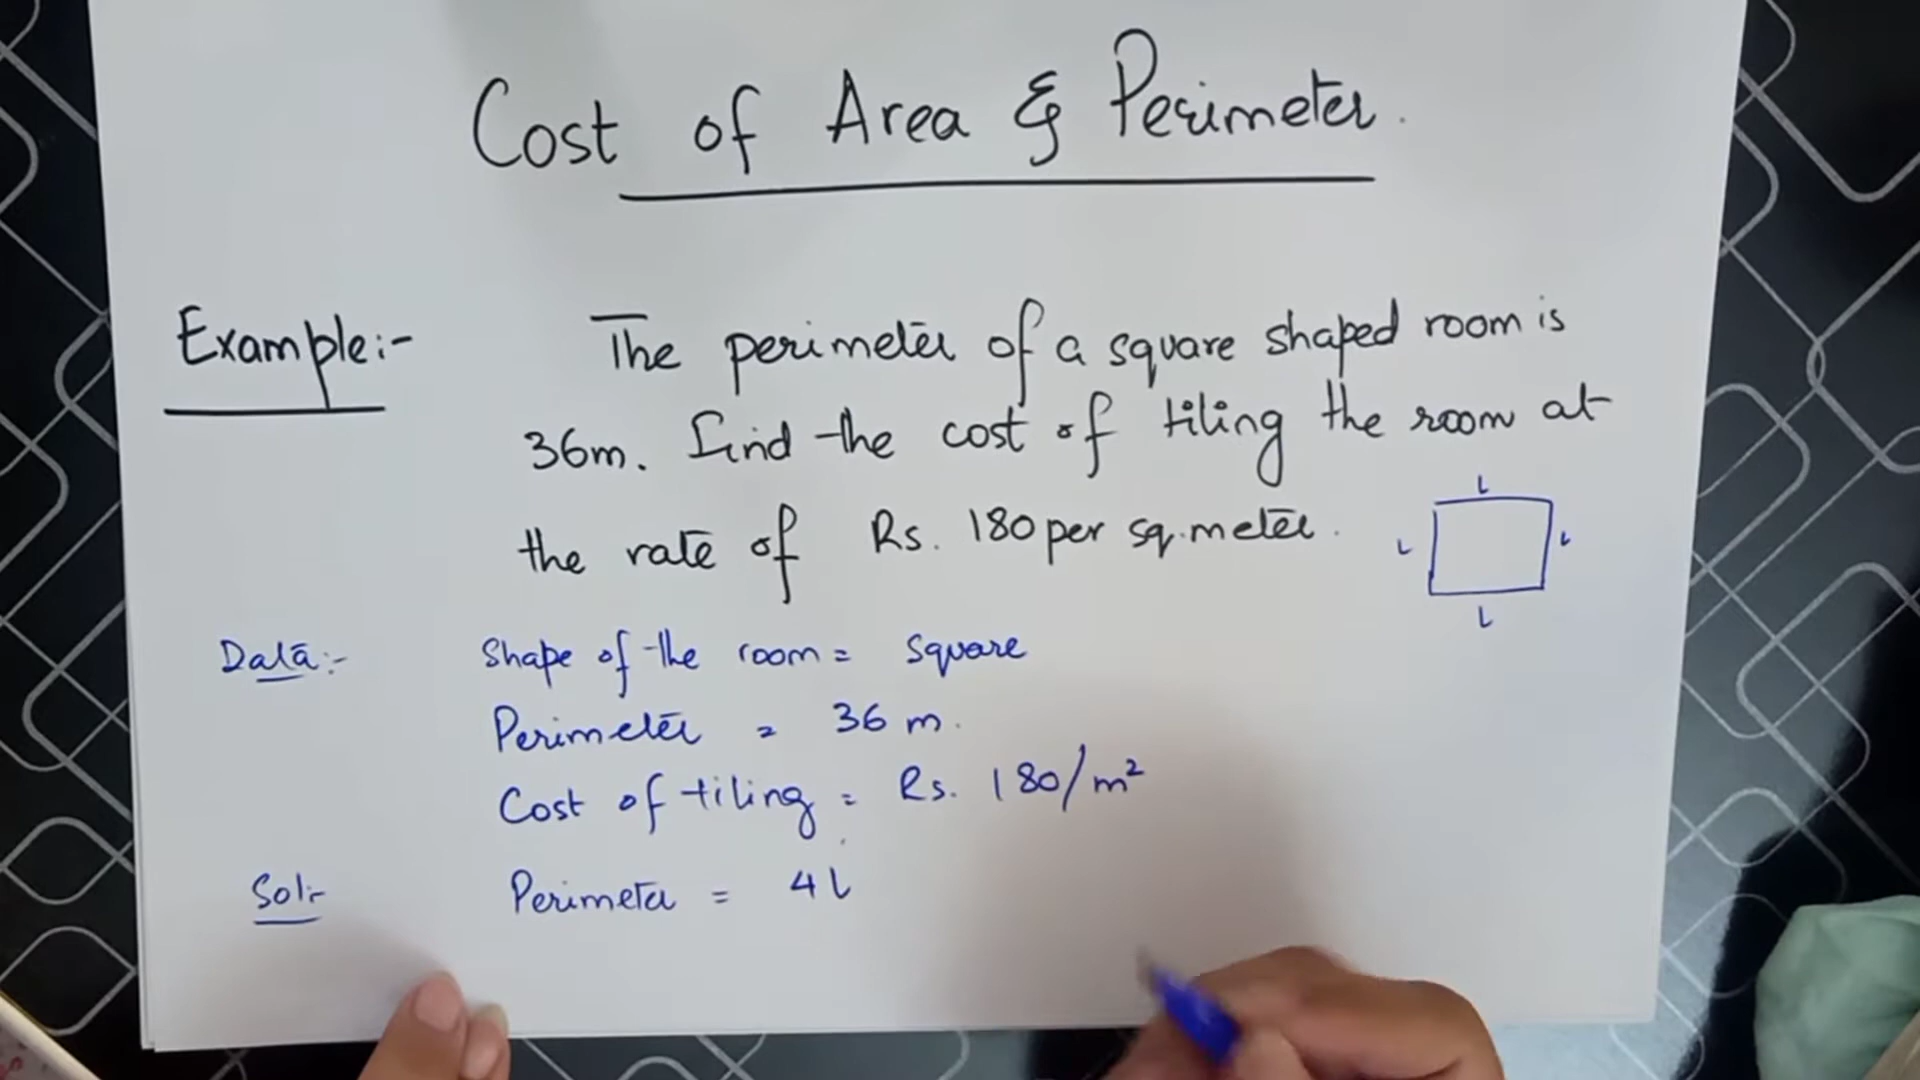 Cost of Area & Perimeter.
Example:- The perimeter of a square shaped room is
36m. Find the cost of tiling the room at
the rate of Rs. 180 per sq.meter.
l
l l
l
Data:- Shape of the room = Square
Perimeter = 36 m.
Cost of tiling = Rs. 180/m²
Sol:- Perimeter = 4l